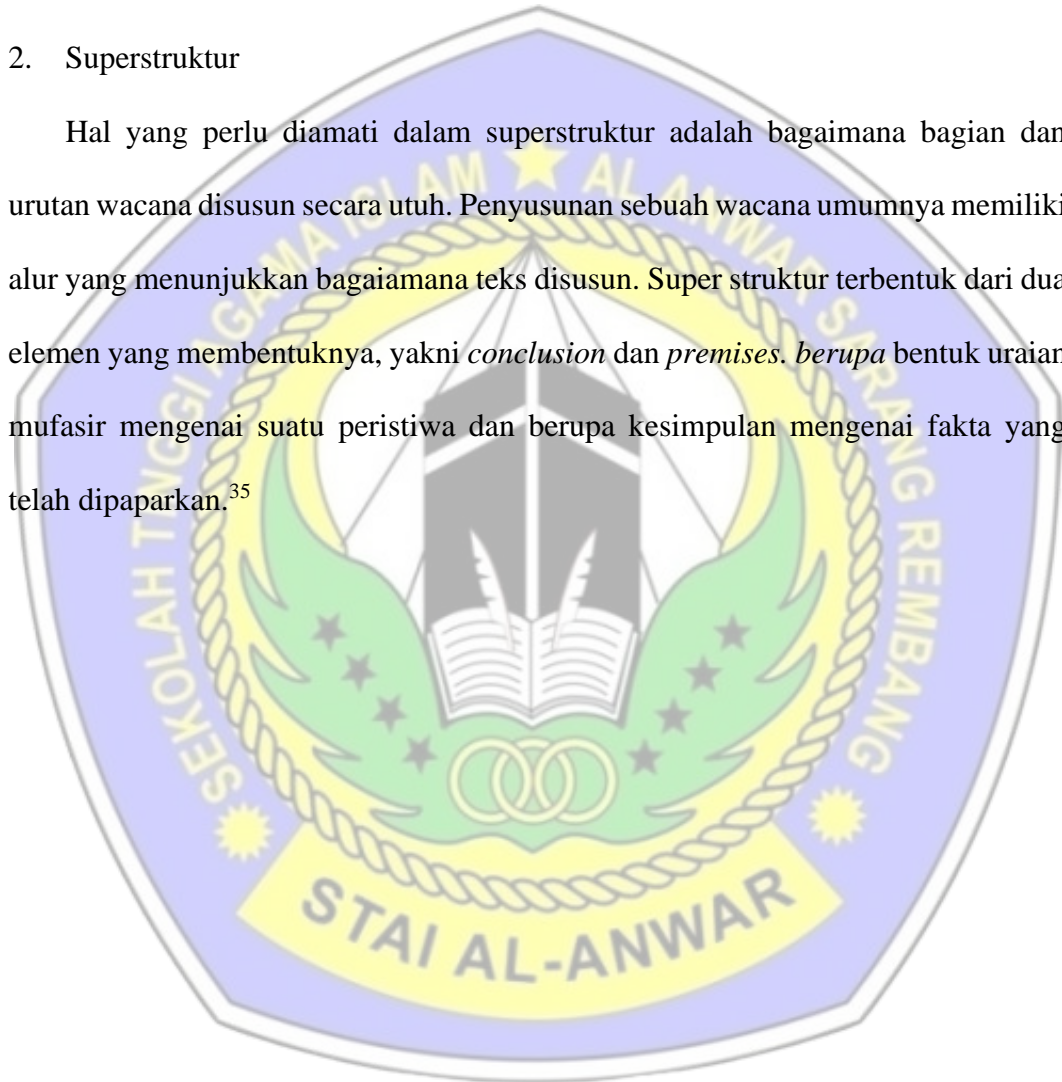 2. Superstruktur
Hal yang perlu diamati dalam superstruktur adalah bagaimana bagian dan
urutan wacana disusun secara utuh. Penyusunan sebuah wacana umumnya memiliki
alur yang menunjukkan bagaiamana teks disusun. Super struktur terbentuk dari dua
elemen yang membentuknya, yakni conclusion dan premises. berupa bentuk uraian
mufasir mengenai suatu peristiwa dan berupa kesimpulan mengenai fakta yang
telah dipaparkan.35
SEKOLAH TINGGI AGAMA ISLAM ★ AL ANWAR SARANG REMBANG
STAI AL-ANWAR